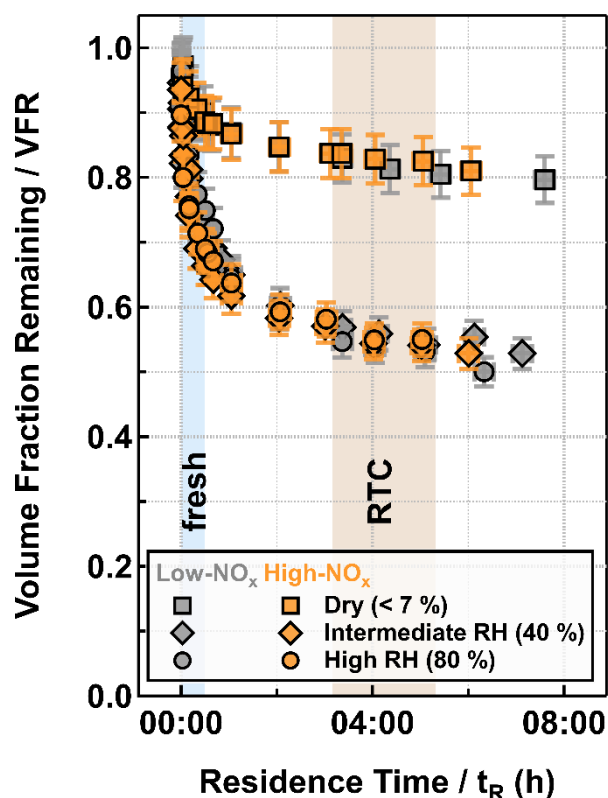 Volume Fraction Remaining / VFR
1.0
0.8
0.6
0.4
0.2
0.0
fresh
RTC
Low-NOx High-NOx
Dry (< 7 %)
Intermediate RH (40 %)
High RH (80 %)
00:00 04:00 08:00
Residence Time / tR (h)